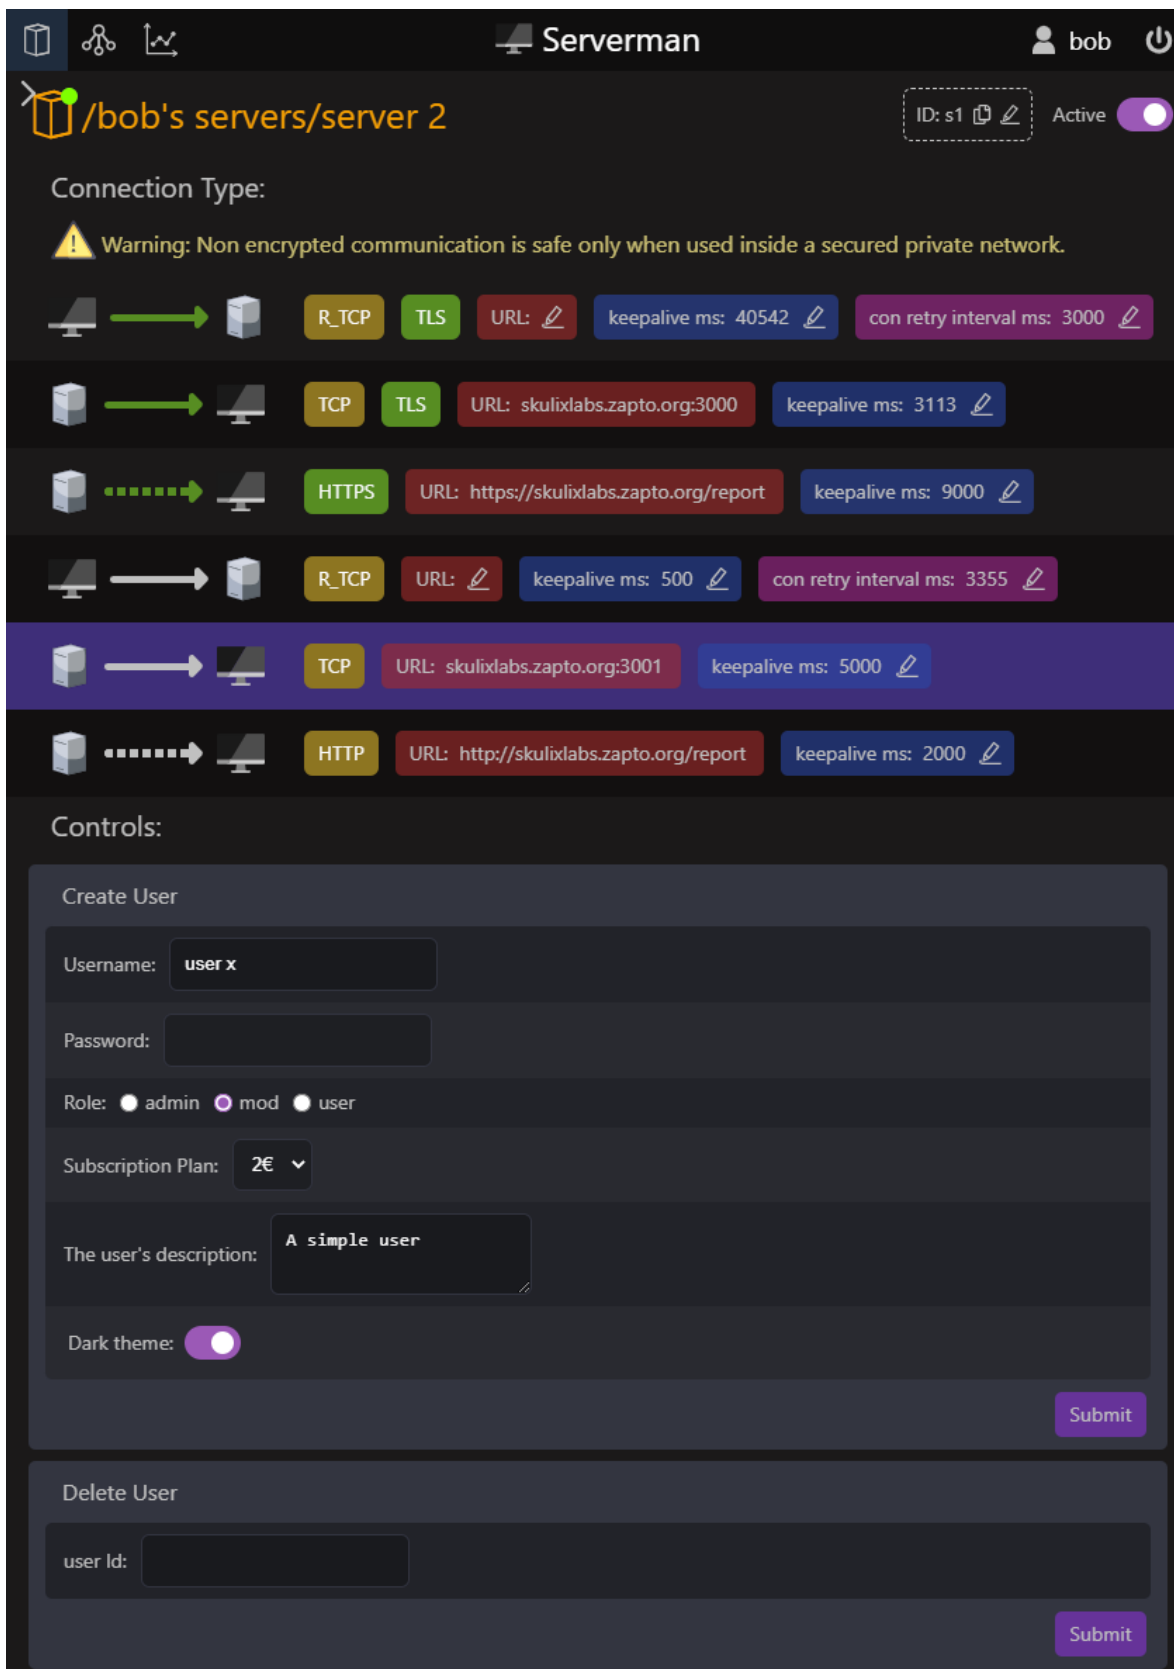 Serverman bob
/bob's servers/server 2 ID: s1 Active
Connection Type:
Warning: Non encrypted communication is safe only when used inside a secured private network.
R_TCP TLS URL: keepalive ms: 40542 con retry interval ms: 3000
TCP TLS URL: skulixlabs.zapto.org:3000 keepalive ms: 3113
HTTPS URL: https://skulixlabs.zapto.org/report keepalive ms: 9000
R_TCP URL: keepalive ms: 500 con retry interval ms: 3355
TCP URL: skulixlabs.zapto.org:3001 keepalive ms: 5000
HTTP URL: http://skulixlabs.zapto.org/report keepalive ms: 2000
Controls:
Create User
Username: user x
Password:
Role: admin mod user
Subscription Plan: 2€
The user's description: A simple user
Dark theme:
Submit
Delete User
user Id:
Submit